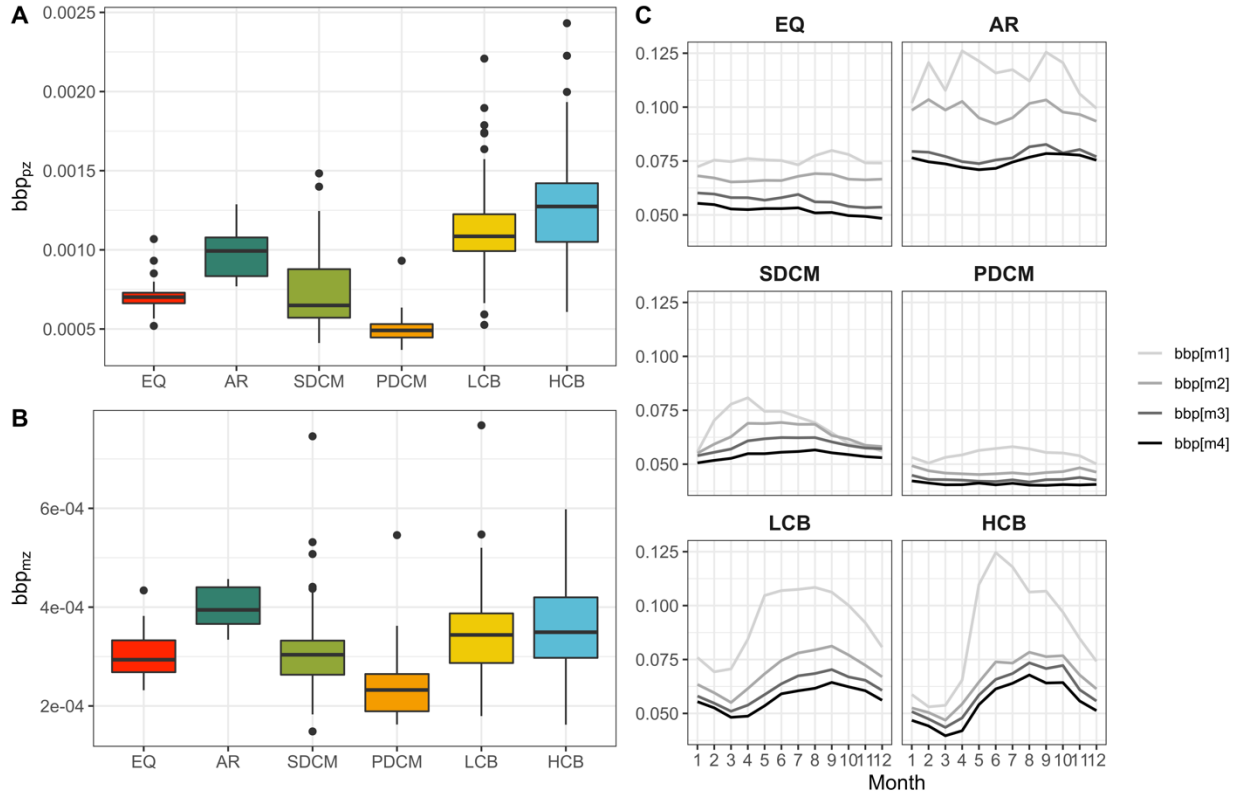 A
0.0025
0.0020
0.0015
0.0010
0.0005
bbp_pz
EQ AR SDCM PDCM LCB HCB
B
6e-04
4e-04
2e-04
bbp_mz
EQ AR SDCM PDCM LCB HCB
C
EQ AR
0.125
0.100
0.075
0.050
SDCM PDCM
0.125
0.100
0.075
0.050
LCB HCB
0.125
0.100
0.075
0.050
1 2 3 4 5 6 7 8 9 10 11 12 1 2 3 4 5 6 7 8 9 10 11 12
Month
bbp[m1]
bbp[m2]
bbp[m3]
bbp[m4]